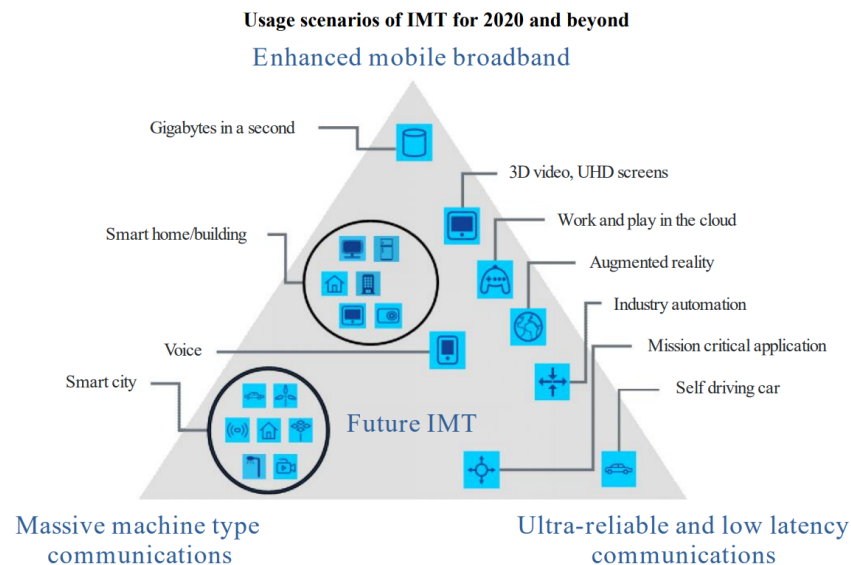 Usage scenarios of IMT for 2020 and beyond
Enhanced mobile broadband
Gigabytes in a second
3D video, UHD screens
Work and play in the cloud
Smart home/building
Augmented reality
Industry automation
Mission critical application
Voice
Smart city
Self driving car
Future IMT
Massive machine type
communications
Ultra-reliable and low latency
communications